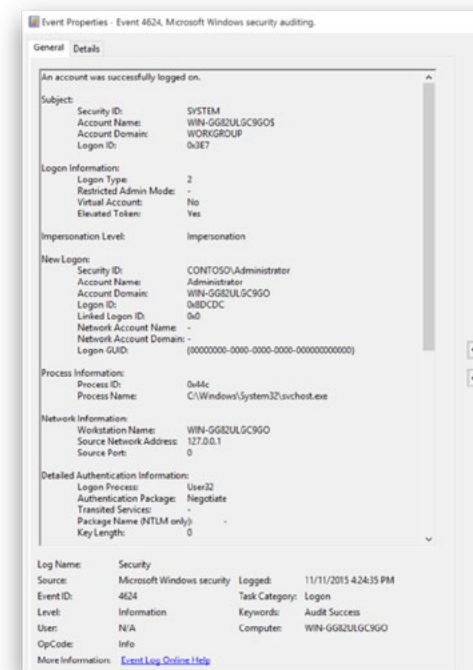 Event Properties - Event 4624, Microsoft Windows security auditing.
General Details
An account was successfully logged on.
Subject:
Security ID: SYSTEM
Account Name: WIN-GG82ULGC9GO$
Account Domain: WORKGROUP
Logon ID: 0x3E7
Logon Information:
Logon Type: 2
Restricted Admin Mode: -
Virtual Account: No
Elevated Token: Yes
Impersonation Level: Impersonation
New Logon:
Security ID: CONTOSO\Administrator
Account Name: Administrator
Account Domain: WIN-GG82ULGC9GO
Logon ID: 0x8DCDC
Linked Logon ID: 0x0
Network Account Name: -
Network Account Domain: -
Logon GUID: {00000000-0000-0000-0000-000000000000}
Process Information:
Process ID: 0x44c
Process Name: C:\Windows\System32\svchost.exe
Network Information:
Workstation Name: WIN-GG82ULGC9GO
Source Network Address: 127.0.0.1
Source Port: 0
Detailed Authentication Information:
Logon Process: User32
Authentication Package: Negotiate
Transited Services: -
Package Name (NTLM only): -
Key Length: 0
Log Name: Security
Source: Microsoft Windows security Logged: 11/11/2015 4:24:35 PM
Event ID: 4624 Task Category: Logon
Level: Information Keywords: Audit Success
User: N/A Computer: WIN-GG82ULGC9GO
OpCode: Info
More Information: Event Log Online Help